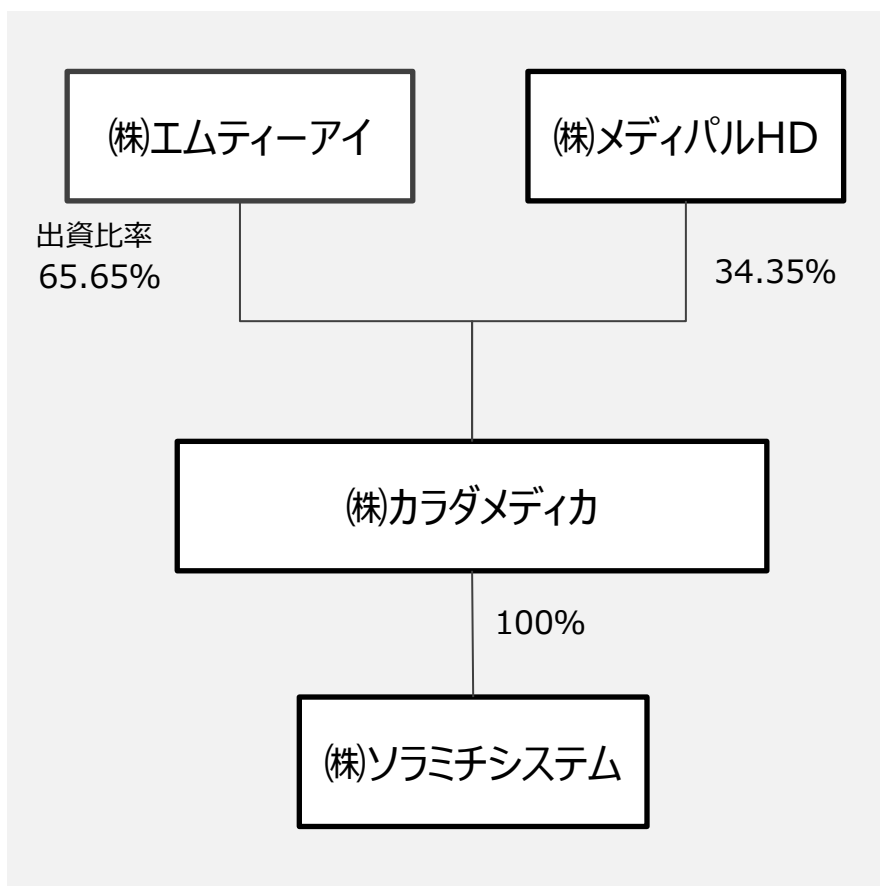 ㈱エムティーアイ
㈱メディパルHD
出資比率
65.65%
34.35%
㈱カラダメディカ
100%
㈱ソラミチシステム